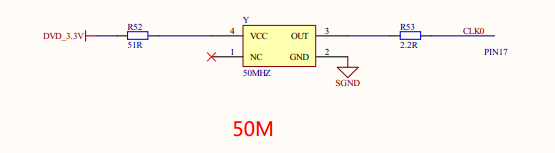 Y
R52
R53
DVD_3.3V
4
VCC
OUT
3
CLK0
51R
1
NC
GND
2
2.2R
PIN17
50MHZ
SGND
50M